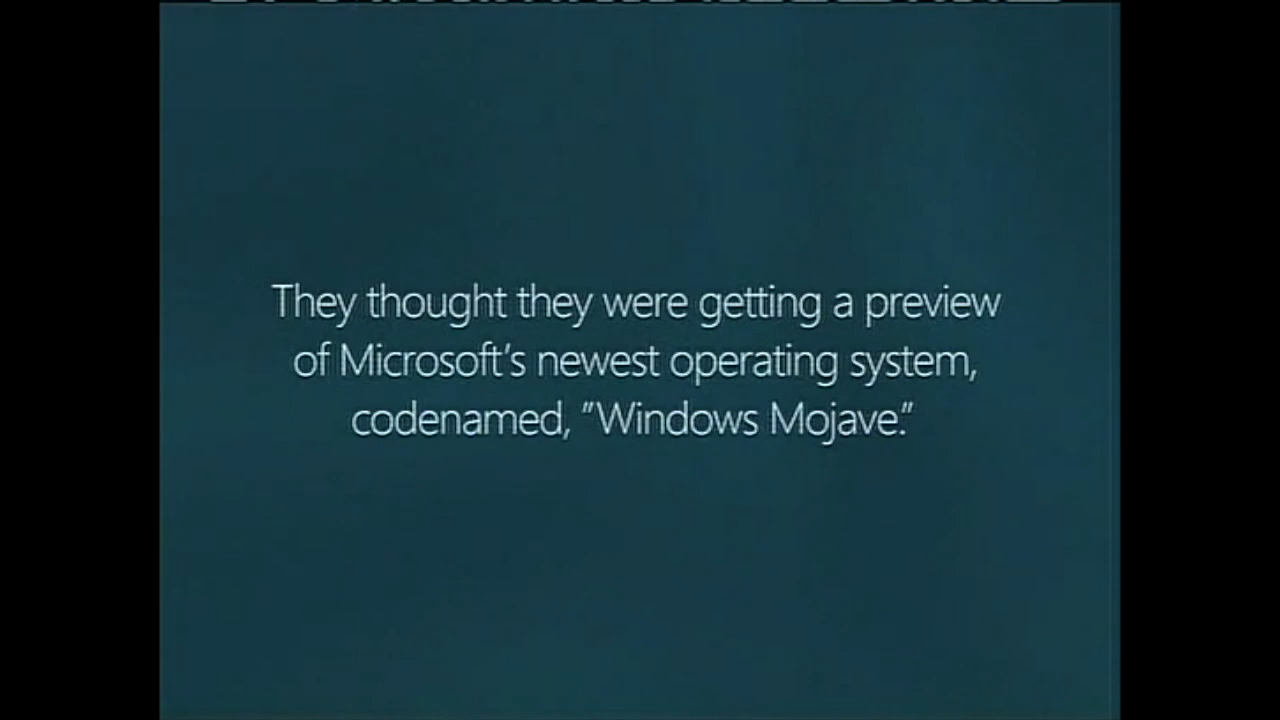 They thought they were getting a preview
of Microsoft's newest operating system,
codenamed, "Windows Mojave."